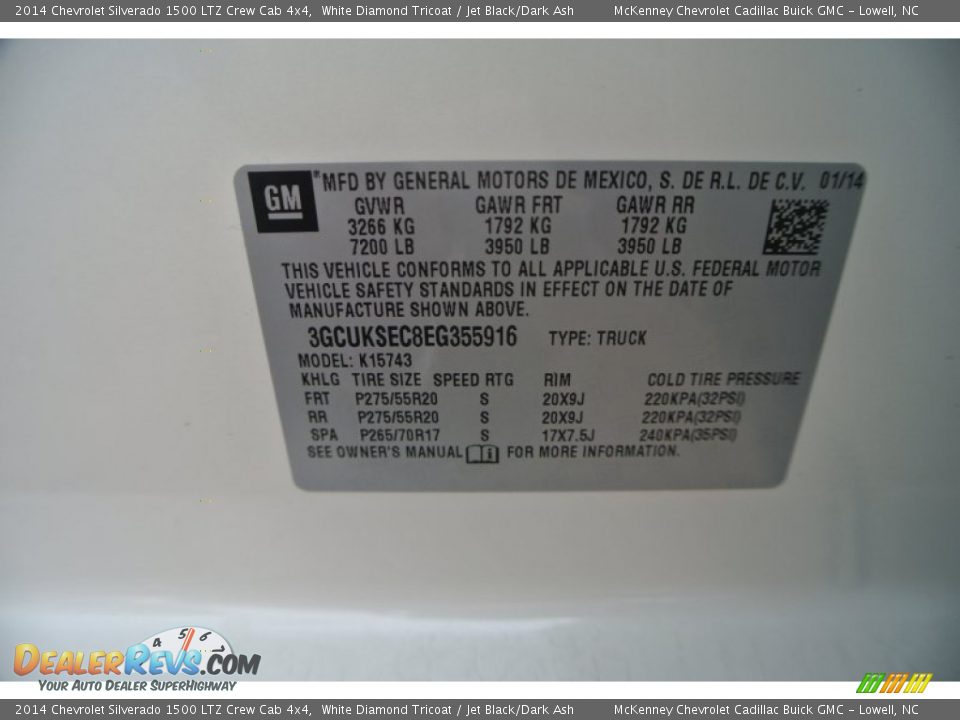 2014 Chevrolet Silverado 1500 LTZ Crew Cab 4x4, White Diamond Tricoat / Jet Black/Dark Ash McKenney Chevrolet Cadillac Buick GMC - Lowell, NC
GM *MFD BY GENERAL MOTORS DE MEXICO, S. DE R.L. DE C.V. 01/14
GVWR GAWR FRT GAWR RR
3266 KG 1792 KG 1792 KG
7200 LB 3950 LB 3950 LB
THIS VEHICLE CONFORMS TO ALL APPLICABLE U.S. FEDERAL MOTOR
VEHICLE SAFETY STANDARDS IN EFFECT ON THE DATE OF
MANUFACTURE SHOWN ABOVE.
3GCUKSEC8EG355916 TYPE: TRUCK
MODEL: K15743
KHLG TIRE SIZE SPEED RTG RIM COLD TIRE PRESSURE
FRT P275/55R20 S 20X9J 220KPA(32PSI)
RR P275/55R20 S 20X9J 220KPA(32PSI)
SPA P265/70R17 S 17X7.5J 240KPA(35PSI)
SEE OWNER'S MANUAL FOR MORE INFORMATION.
4 5 6 7
DealerRevs.com
Your Auto Dealer SuperHighway
2014 Chevrolet Silverado 1500 LTZ Crew Cab 4x4, White Diamond Tricoat / Jet Black/Dark Ash McKenney Chevrolet Cadillac Buick GMC - Lowell, NC